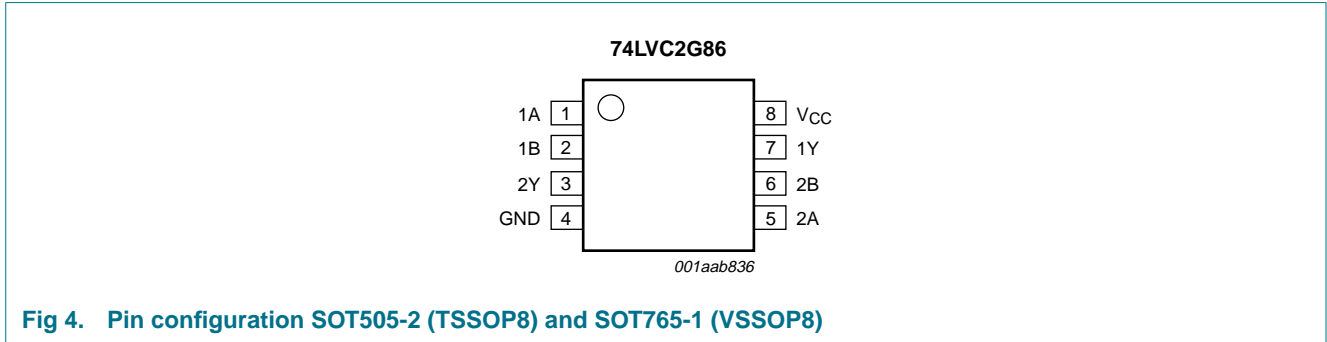 74LVC2G86
1A 1 8 VCC
1B 2 7 1Y
2Y 3 6 2B
GND 4 5 2A
001aab836
Fig 4. Pin configuration SOT505-2 (TSSOP8) and SOT765-1 (VSSOP8)